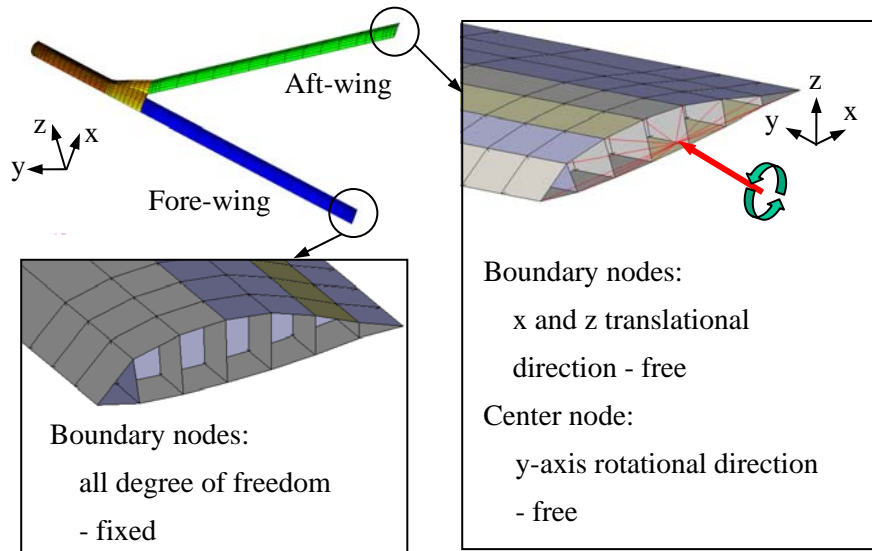 Aft-wing
z
x
y
Fore-wing
z
y
x
Boundary nodes:
all degree of freedom
- fixed
Boundary nodes:
x and z translational
direction - free
Center node:
y-axis rotational direction
- free